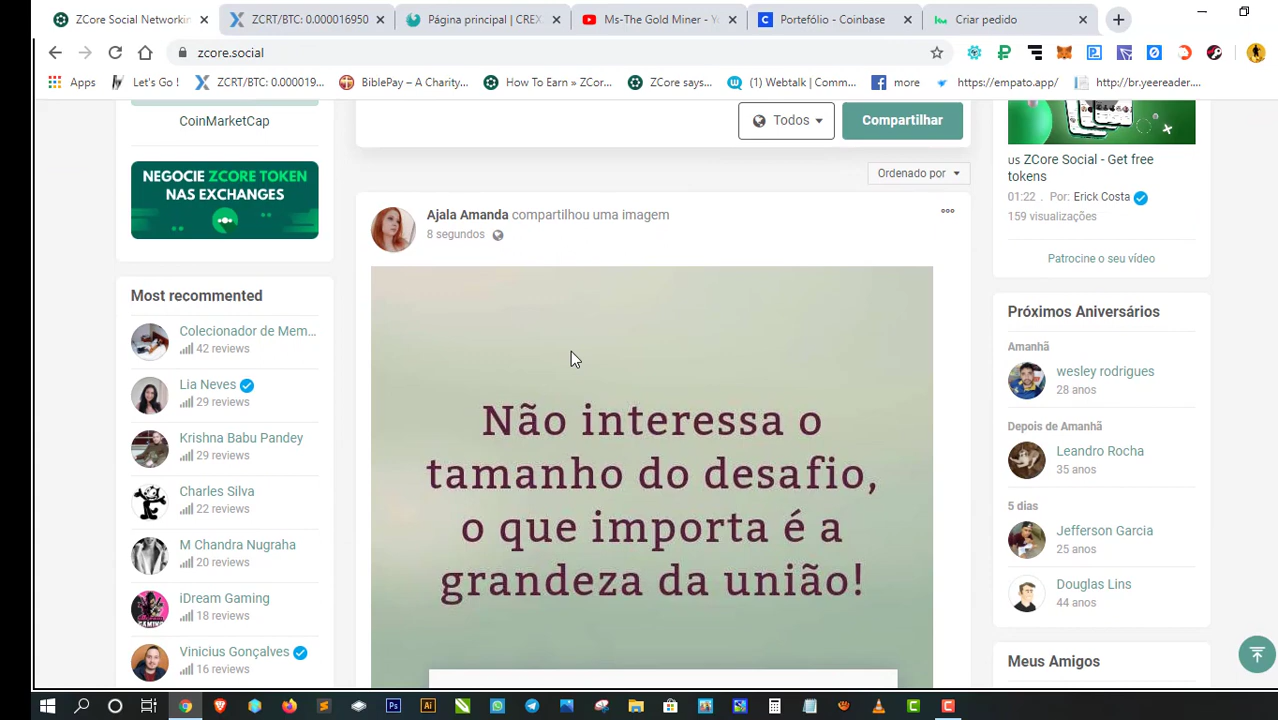 ZCore Social Networkin
ZCRT/BTC: 0.000016950
Página principal | CREX
Ms-The Gold Miner - Yo
Portefólio - Coinbase
Criar pedido
zcore.social
Apps
Let's Go !
ZCRT/BTC: 0.000019...
BiblePay – A Charity...
How To Earn » ZCor...
ZCore says...
(1) Webtalk | Comm...
more
https://empato.app/
http://br.yeereader....
CoinMarketCap
NEGOCIE ZCORE TOKEN
NAS EXCHANGES
Most recommented
Colecionador de Mem...
42 reviews
Lia Neves
29 reviews
Krishna Babu Pandey
29 reviews
Charles Silva
22 reviews
M Chandra Nugraha
20 reviews
iDream Gaming
18 reviews
Vinicius Gonçalves
16 reviews
Todos
Compartilhar
Ordenado por
Ajala Amanda compartilhou uma imagem
8 segundos
Não interessa o
tamanho do desafio,
o que importa é a
grandeza da união!
us ZCore Social - Get free
tokens
01:22 . Por: Erick Costa
159 visualizações
Patrocine o seu vídeo
Próximos Aniversários
Amanhã
wesley rodrigues
28 anos
Depois de Amanhã
Leandro Rocha
35 anos
5 dias
Jefferson Garcia
25 anos
Douglas Lins
44 anos
Meus Amigos